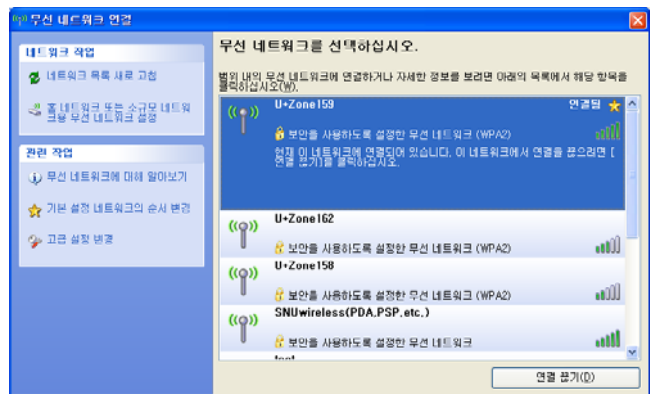 무선 네트워크 연결
네트워크 작업
네트워크 목록 새로 고침
홈 네트워크 또는 소규모 네트워
크용 무선 네트워크 설정
관련 작업
무선 네트워크에 대해 알아보기
기본 설정 네트워크의 순서 변경
고급 설정 변경
무선 네트워크를 선택하십시오.
범위 내의 무선 네트워크에 연결하거나 자세한 정보를 보려면 아래의 목록에서 해당 항목을
클릭하십시오(W).
U+Zone159 연결됨
보안을 사용하도록 설정한 무선 네트워크 (WPA2)
현재 이 네트워크에 연결되어 있습니다. 이 네트워크에서 연결을 끊으려면 [
연결 끊기]를 클릭하십시오.
U+Zone162
보안을 사용하도록 설정한 무선 네트워크 (WPA2)
U+Zone158
보안을 사용하도록 설정한 무선 네트워크 (WPA2)
SNUwireless(PDA,PSP,etc.)
보안을 사용하도록 설정한 무선 네트워크
연결 끊기(D)